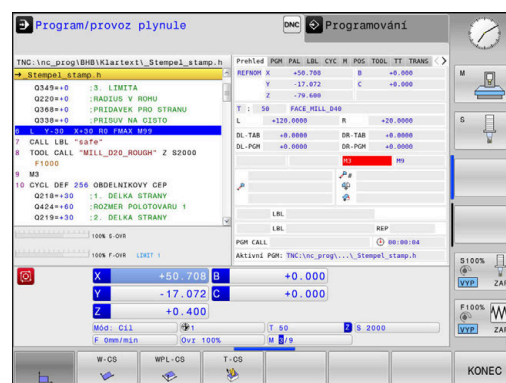 Program/provoz plynule
DNC
Programování
TNC:\nc_prog\BHB\Klartext\_Stempel_stamp.h
→_Stempel_stamp.h
Q349=+0 ;3. LIMITA
Q220=+0 ;RADIUS V ROHU
Q368=+0 ;PRIDAVEK PRO STRANU
Q338=+0 ;PRISUV NA CISTO
6 L Y-30 X+30 R0 FMAX M99
7 CALL LBL "safe"
8 TOOL CALL "MILL_D20_ROUGH" Z S2000
F1000
9 M3
10 CYCL DEF 256 OBDELNIKOVY CEP
Q218=+30 ;1. DELKA STRANY
Q424=+60 ;ROZMER POLOTOVARU 1
Q219=+30 ;2. DELKA STRANY
100% S-OVR
100% F-OVR LIMIT 1
Prehled PGM PAL LBL CYC M POS TOOL TT TRANS
REFNOM X +50.708 B +0.000
Y -17.072 C +0.000
Z -79.600
T : 50 FACE_MILL_D40
L +120.0000 R +20.0000
DL-TAB +0.0000 DR-TAB +0.0000
DL-PGM +0.0000 DR-PGM +0.0000
M3 M9
P#
LBL
LBL REP
PGM CALL 00:00:04
Aktivní PGM: TNC:\nc_prog\...\_Stempel_stamp.h
X +50.708 B +0.000
Y -17.072 C +0.000
Z +0.400
Mód: Cíl 1 T 50 Z S 2000
F 0mm/min Ovr 100% M 3/9
W-CS WPL-CS T-CS
KONEC
M
S
S100%
VYP ZAP
F100%
VYP ZAP